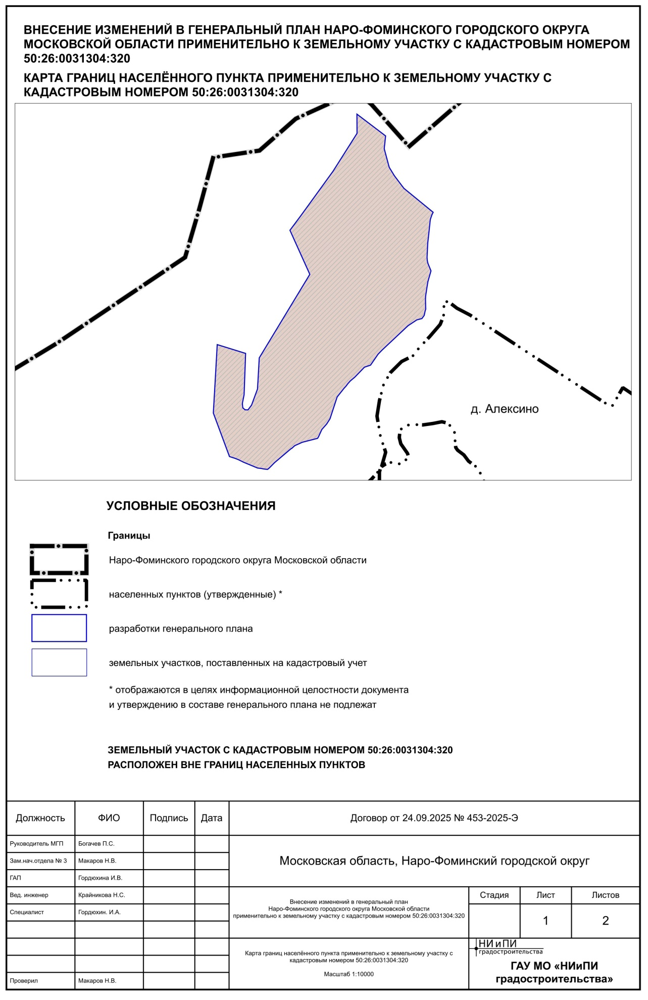 ВНЕСЕНИЕ ИЗМЕНЕНИЙ В ГЕНЕРАЛЬНЫЙ ПЛАН НАРО-ФОМИНСКОГО ГОРОДСКОГО ОКРУГА
МОСКОВСКОЙ ОБЛАСТИ ПРИМЕНИТЕЛЬНО К ЗЕМЕЛЬНОМУ УЧАСТКУ С КАДАСТРОВЫМ НОМЕРОМ
50:26:0031304:320
КАРТА ГРАНИЦ НАСЕЛЁННОГО ПУНКТА ПРИМЕНИТЕЛЬНО К ЗЕМЕЛЬНОМУ УЧАСТКУ С
КАДАСТРОВЫМ НОМЕРОМ 50:26:0031304:320
д. Алексино
УСЛОВНЫЕ ОБОЗНАЧЕНИЯ
Границы
Наро-Фоминского городского округа Московской области
населенных пунктов (утвержденные) *
разработки генерального плана
земельных участков, поставленных на кадастровый учет
* отображаются в целях информационной целостности документа
и утверждению в составе генерального плана не подлежат
ЗЕМЕЛЬНЫЙ УЧАСТОК С КАДАСТРОВЫМ НОМЕРОМ 50:26:0031304:320
РАСПОЛОЖЕН ВНЕ ГРАНИЦ НАСЕЛЕННЫХ ПУНКТОВ
Должность ФИО Подпись Дата Договор от 24.09.2025 № 453-2025-Э
Руководитель МГП Богачев П.С.
Зам.нач.отдела № 3 Макаров Н.В.
ГАП Гордюхина И.В.
Вед. инженер Крайникова Н.С.
Специалист Гордюхин. И.А.
Проверил Макаров Н.В.
Московская область, Наро-Фоминский городской округ
Внесение изменений в генеральный план
Наро-Фоминского городского округа Московской области
применительно к земельному участку с кадастровым номером 50:26:0031304:320
Стадия Лист Листов
1 2
Карта границ населённого пункта применительно к земельному участку с
кадастровым номером 50:26:0031304:320
Масштаб 1:10000
НИиПИ
градостроительства
ГАУ МО «НИиПИ
градостроительства»